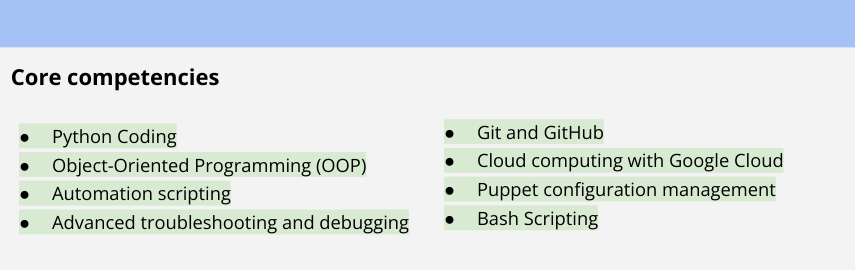 Core competencies
● Python Coding
● Object-Oriented Programming (OOP)
● Automation scripting
● Advanced troubleshooting and debugging
● Git and GitHub
● Cloud computing with Google Cloud
● Puppet configuration management
● Bash Scripting